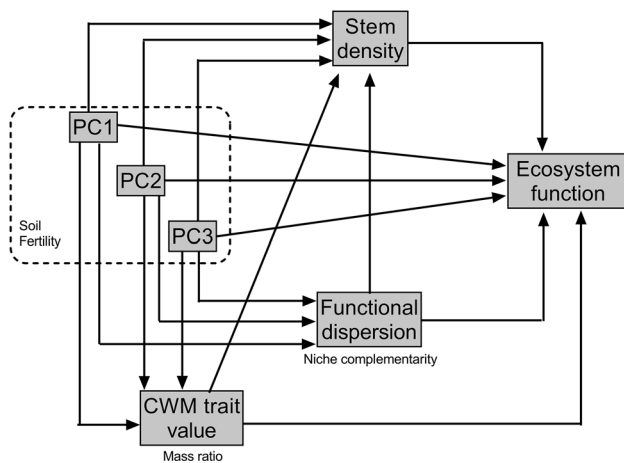 Stem
density
PC1
PC2
PC3
Soil
Fertility
Ecosystem
function
Functional
dispersion
Niche complementarity
CWM trait
value
Mass ratio